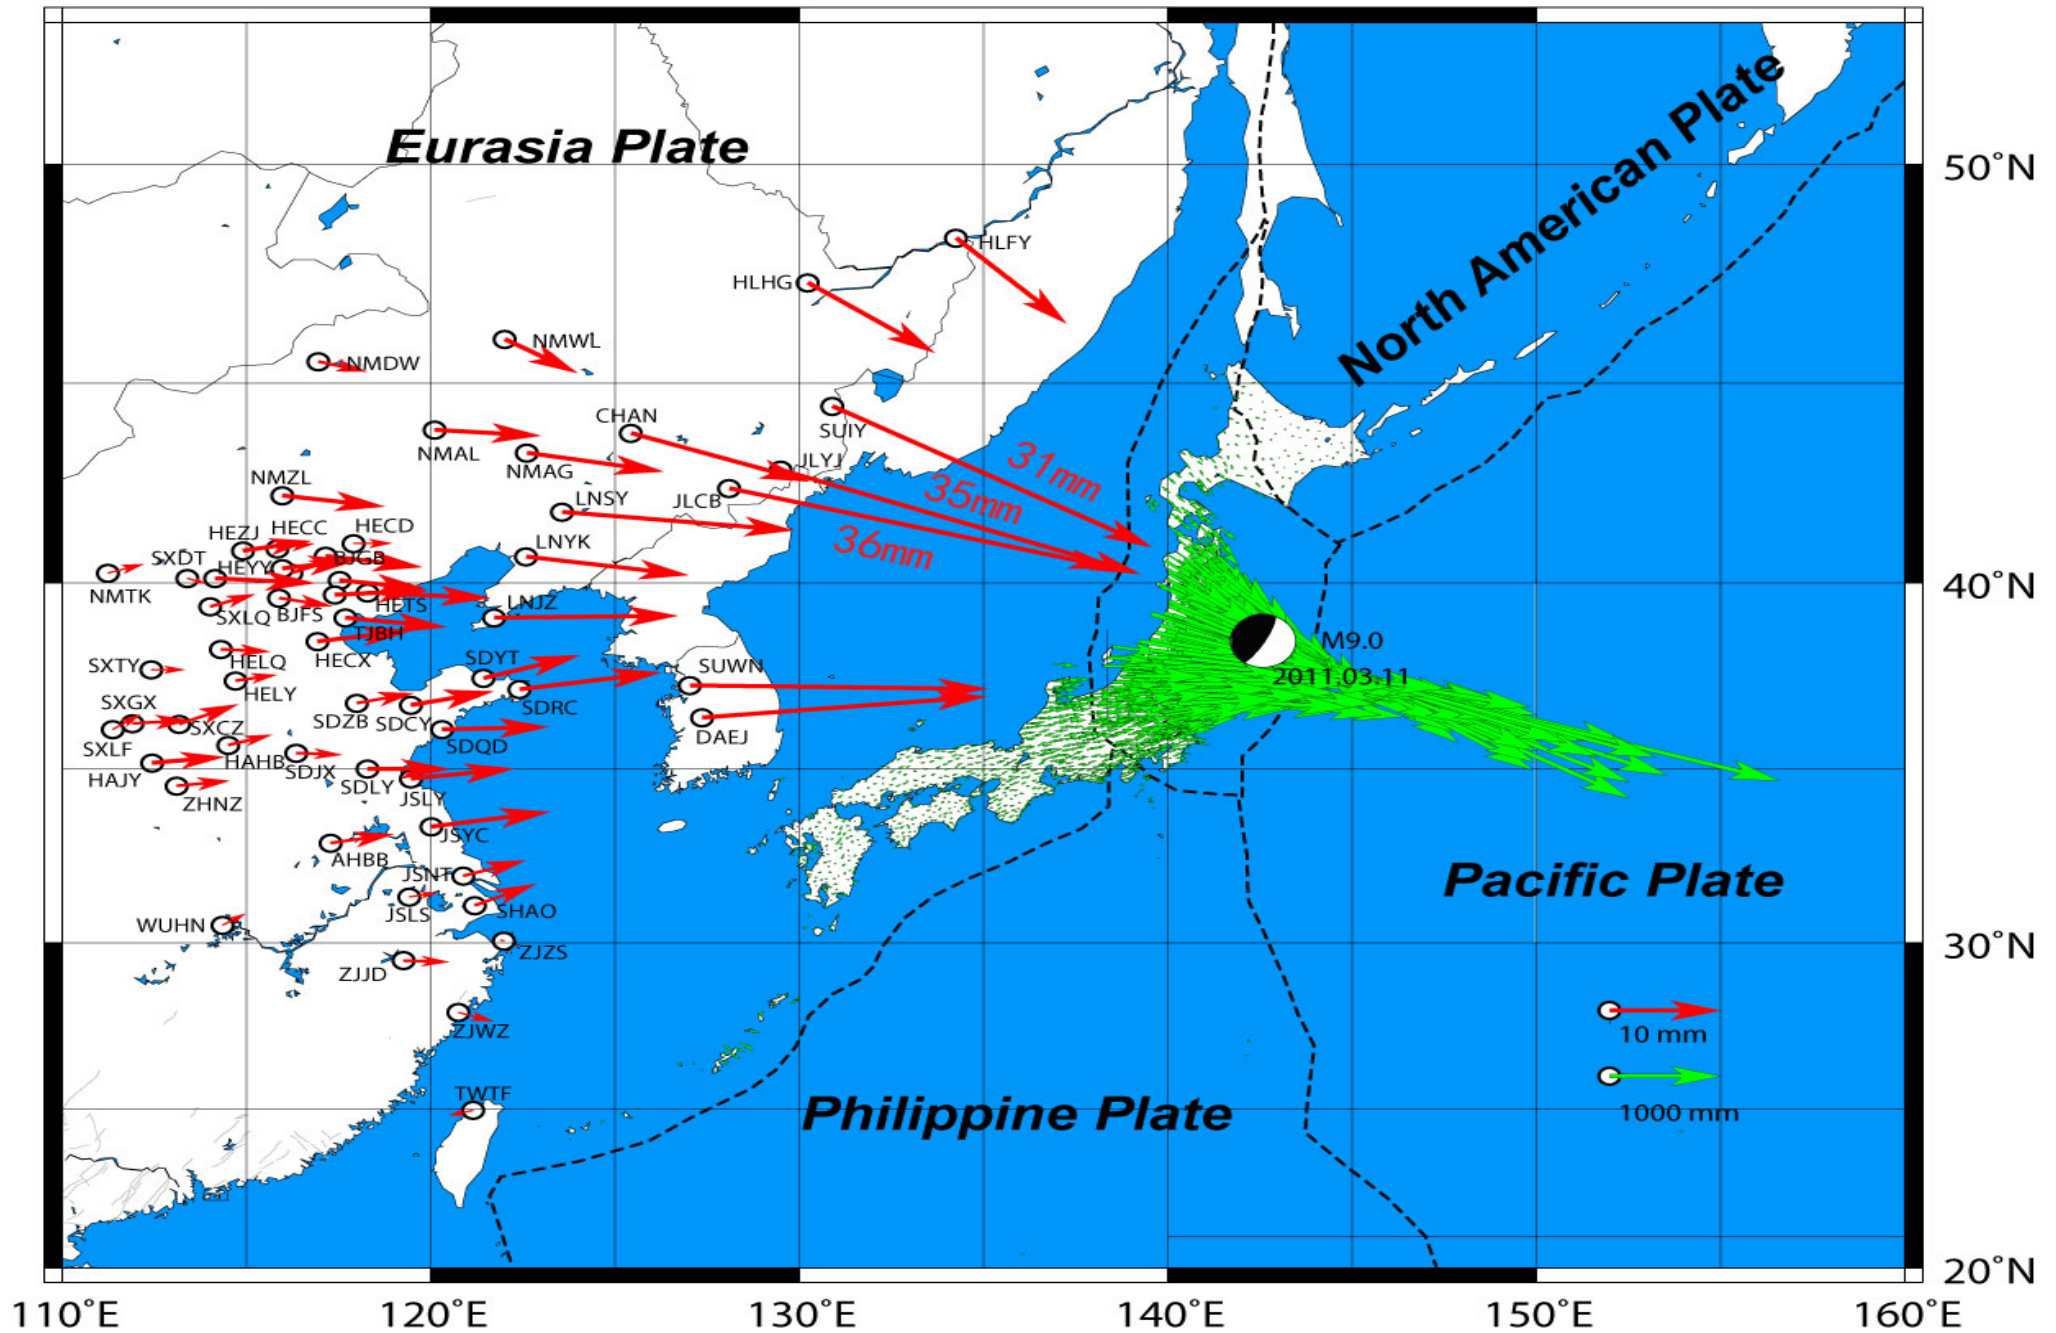 Eurasia Plate
North American Plate
50°N
HLFY
HLHG
NMWL
NMDW
CHAN
SUIY
NMAL
NMAG
JLYJ
31mm
NMZL
LNSY
JLCB
35mm
HEZJ
HECC
HECD
36mm
SXDT
HEYY
BJGB
LNYK
40°N
NMTK
SXLQ
BJFS
HETS
LNJZ
TJBH
M9.0
HECX
SXTY
HELQ
SDYT
SUWN
2011.03.11
HELY
SXGX
SDZB
SDCY
SDRC
SXCZ
SXLF
SDQD
DAEJ
HAJY
HAHB
SDJX
SDLY
ZHNZ
JSLY
JSYC
AHBB
JSNT
Pacific Plate
JSLS
SHAO
WUHN
ZJZS
30°N
ZJJD
ZJWZ
10 mm
TWTF
Philippine Plate
1000 mm
20°N
110°E
120°E
130°E
140°E
150°E
160°E